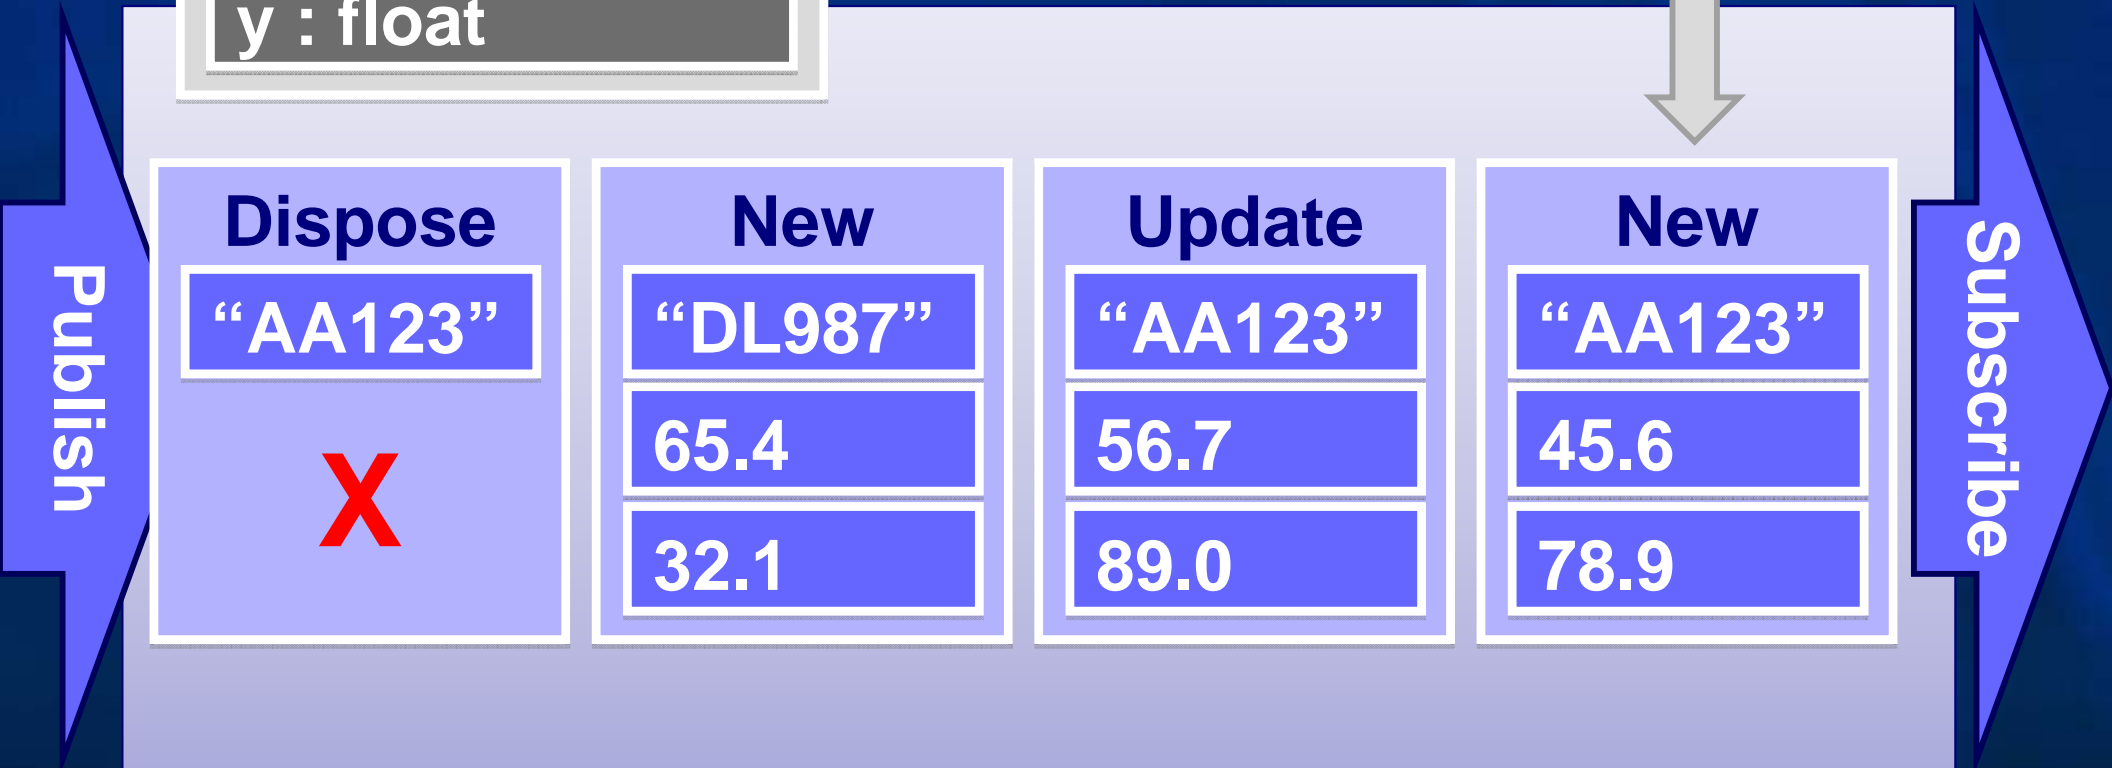 y : float
Publish
Dispose
“AA123”
X
New
“DL987”
65.4
32.1
Update
“AA123”
56.7
89.0
New
“AA123”
45.6
78.9
Subscribe